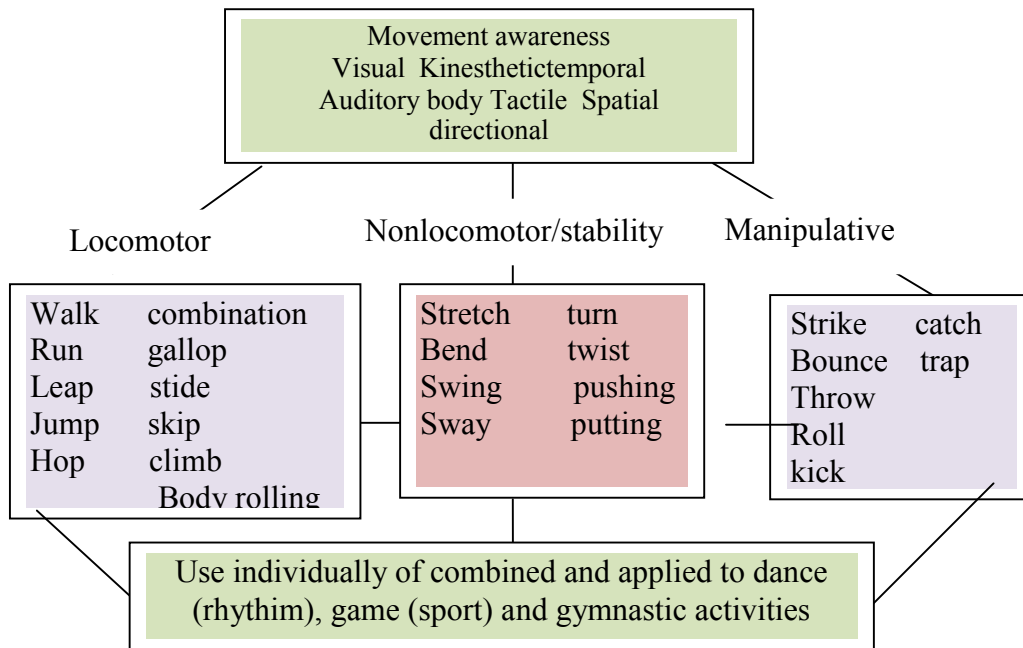 Movement awareness
Visual Kinesthetictemporal
Auditory body Tactile Spatial
directional
Locomotor
Nonlocomotor/stability
Manipulative
Walk combination
Run gallop
Leap stide
Jump skip
Hop climb
Body rolling
Stretch turn
Bend twist
Swing pushing
Sway putting
Strike catch
Bounce trap
Throw
Roll
kick
Use individually of combined and applied to dance
(rhythim), game (sport) and gymnastic activities